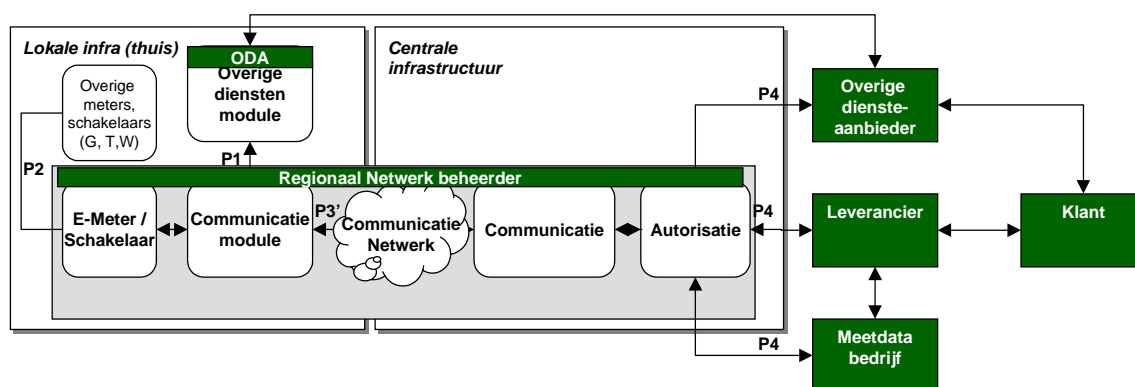 Lokale infra (thuis)
ODA
Overige
diensten
module
Overige
meters,
schakelaars
(G, T,W)
P2
P1
Centrale
infrastructuur
P4
Overige
dienste-
aanbieder
Regionaal Netwerk beheerder
E-Meter /
Schakelaar
Communicatie
module
P3’
Communicatie
Netwerk
Communicatie
Autorisatie
P4
Leverancier
Klant
P4
Meetdata
bedrijf